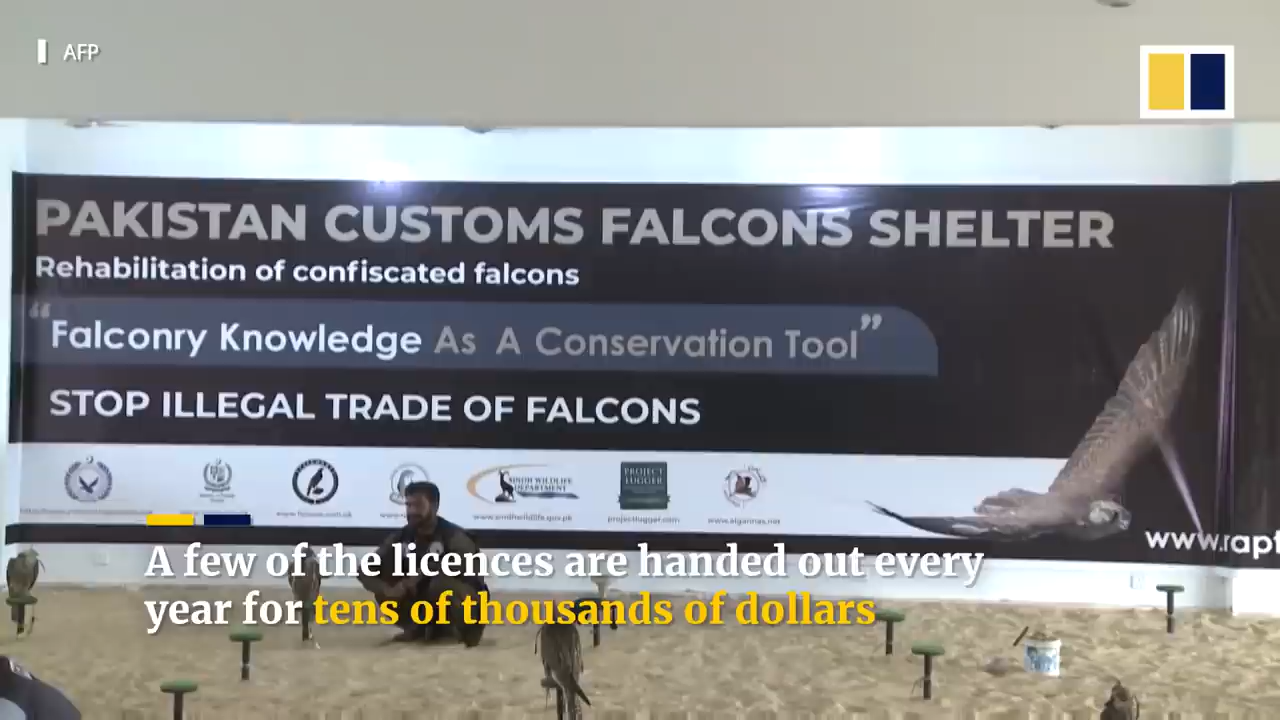 AFP
PAKISTAN CUSTOMS FALCONS SHELTER
Rehabilitation of confiscated falcons
“Falconry Knowledge As A Conservation Tool”
STOP ILLEGAL TRADE OF FALCONS
SINDH WILDLIFE
DEPARTMENT
PROJECT
LUGGER
www.sindhwildlife.gov.pk
projectlugger.com
www.algannas.net
www.rapt
A few of the licences are handed out every
year for tens of thousands of dollars